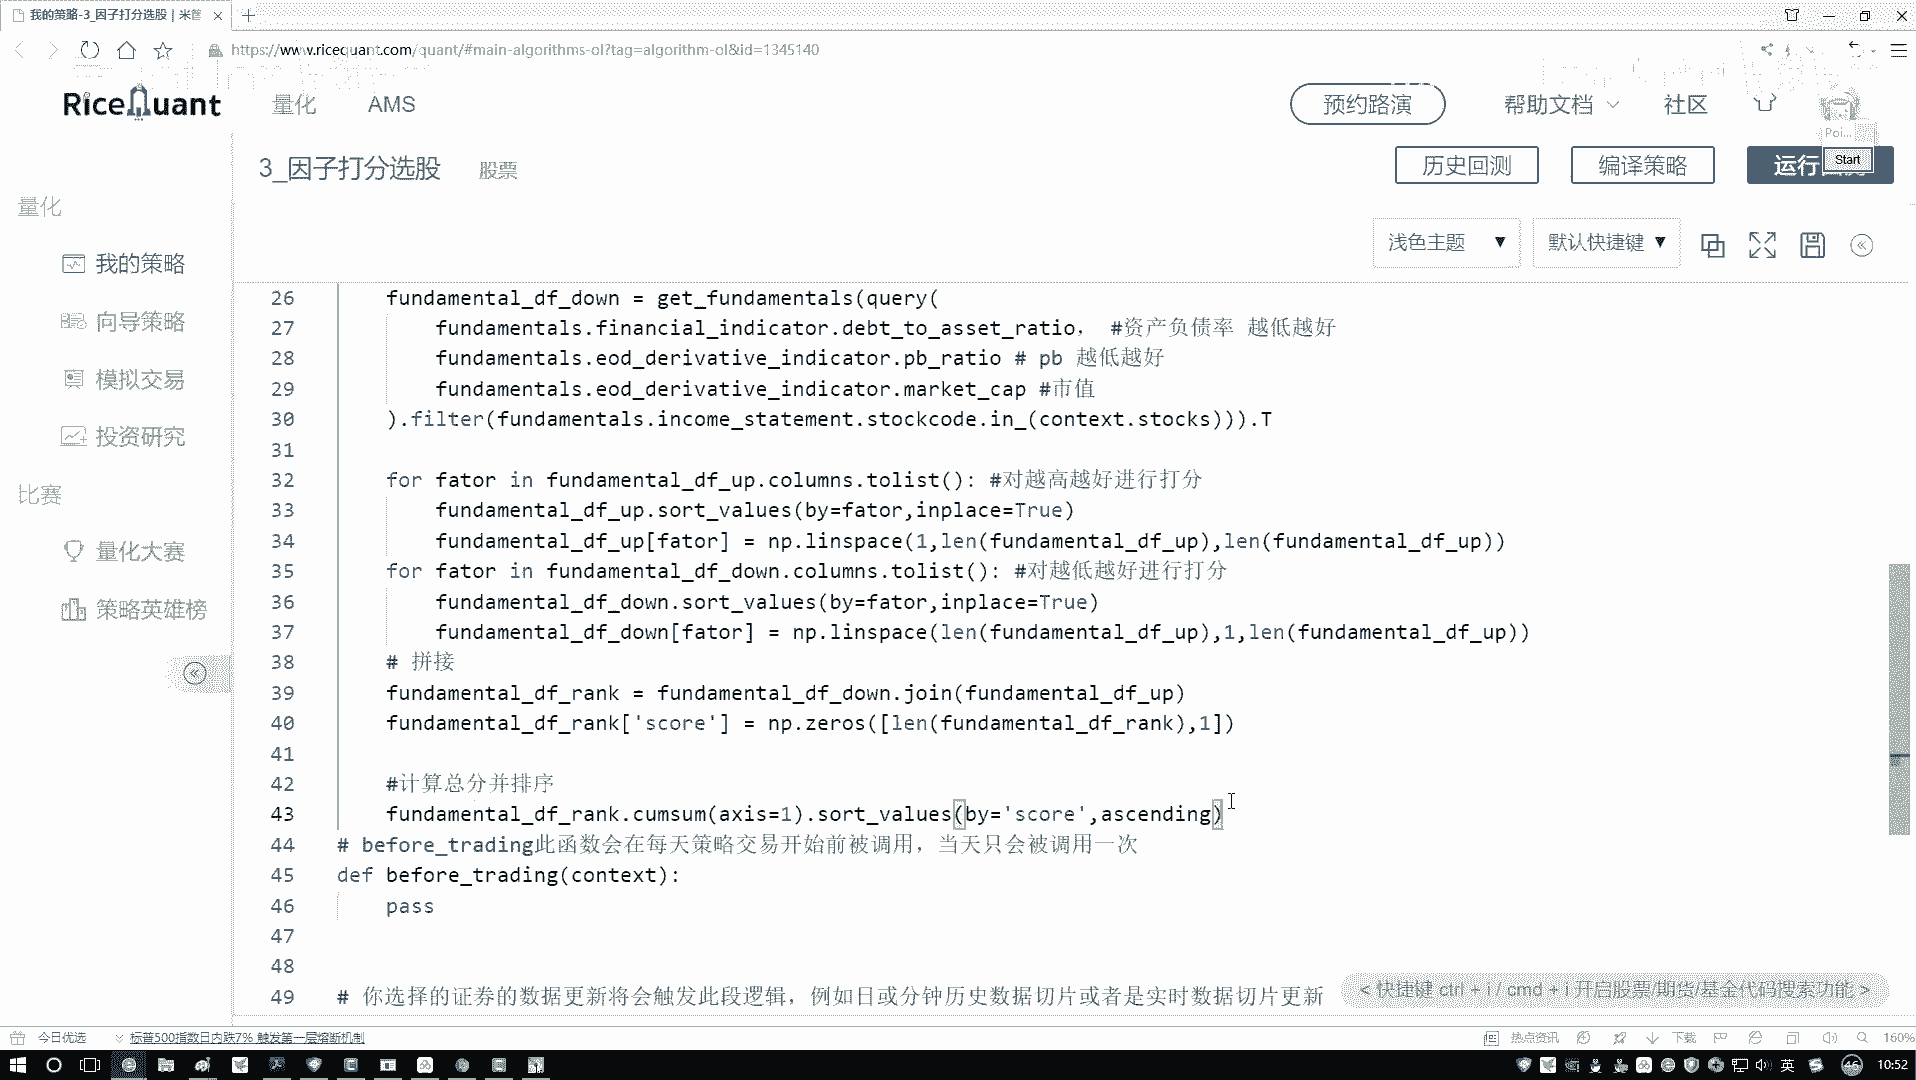 我的策略-3_因子打分选股 | 米筐
https://www.ricequant.com/quant/#main-algorithms-ol?tag=algorithm-ol&id=1345140
RiceQuant
量化
AMS
预约路演
帮助文档
社区
Poi...
Start
3_因子打分选股
股票
历史回测
编译策略
运行
浅色主题
默认快捷键
量化
我的策略
向导策略
模拟交易
投资研究
比赛
量化大赛
策略英雄榜
26 fundamental_df_down = get_fundamentals(query(
27 fundamentals.financial_indicator.debt_to_asset_ratio， #资产负债率 越低越好
28 fundamentals.eod_derivative_indicator.pb_ratio # pb 越低越好
29 fundamentals.eod_derivative_indicator.market_cap #市值
30 ).filter(fundamentals.income_statement.stockcode.in_(context.stocks))).T
31
32 for fator in fundamental_df_up.columns.tolist(): #对越高越好进行打分
33 fundamental_df_up.sort_values(by=fator,inplace=True)
34 fundamental_df_up[fator] = np.linspace(1,len(fundamental_df_up),len(fundamental_df_up))
35 for fator in fundamental_df_down.columns.tolist(): #对越低越好进行打分
36 fundamental_df_down.sort_values(by=fator,inplace=True)
37 fundamental_df_down[fator] = np.linspace(len(fundamental_df_up),1,len(fundamental_df_up))
38 # 拼接
39 fundamental_df_rank = fundamental_df_down.join(fundamental_df_up)
40 fundamental_df_rank['score'] = np.zeros([len(fundamental_df_rank),1])
41
42 #计算总分并排序
43 fundamental_df_rank.cumsum(axis=1).sort_values(by='score',ascending)
44 # before_trading此函数会在每天策略交易开始前被调用，当天只会被调用一次
45 def before_trading(context):
46 pass
47
48
49 # 你选择的证券的数据更新将会触发此段逻辑，例如日或分钟历史数据切片或者是实时数据切片更新
< 快捷键 ctrl + i / cmd + i 开启股票/期货/基金代码搜索功能 >
今日优选
标普500指数日内跌7% 触发第一层熔断机制
热点资讯
下载
160%
英
46
10:52